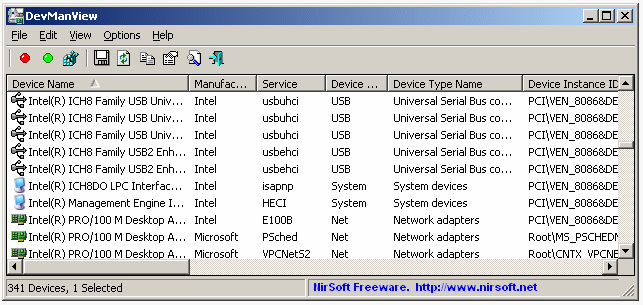 DevManView
File Edit View Options Help
Device Name Manufac... Service Device ... Device Type Name Device Instance ID
Intel(R) ICH8 Family USB Univ... Intel usbuhci USB Universal Serial Bus co... PCI\VEN_8086&DE
Intel(R) ICH8 Family USB Univ... Intel usbuhci USB Universal Serial Bus co... PCI\VEN_8086&DE
Intel(R) ICH8 Family USB Univ... Intel usbuhci USB Universal Serial Bus co... PCI\VEN_8086&DE
Intel(R) ICH8 Family USB2 Enh... Intel usbehci USB Universal Serial Bus co... PCI\VEN_8086&DE
Intel(R) ICH8 Family USB2 Enh... Intel usbehci USB Universal Serial Bus co... PCI\VEN_8086&DE
Intel(R) ICH8DO LPC Interfac... Intel isapnp System System devices PCI\VEN_8086&DE
Intel(R) Management Engine I... Intel HECI System System devices PCI\VEN_8086&DE
Intel(R) PRO/100 M Desktop A... Intel E100B Net Network adapters PCI\VEN_8086&DE
Intel(R) PRO/100 M Desktop A... Microsoft PSched Net Network adapters Root\MS_PSCHEDM
Intel(R) PRO/100 M Desktop A... Microsoft VPCNetS2 Net Network adapters Root\CNTX_VPCNE
341 Devices, 1 Selected NirSoft Freeware. http://www.nirsoft.net